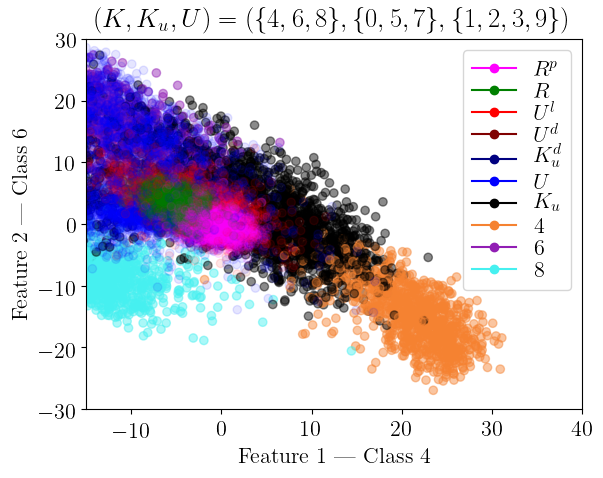 (K, K_u, U) = ({4, 6, 8}, {0, 5, 7}, {1, 2, 3, 9})
30
20
10
0
−10
−20
−30
Feature 2 — Class 6
R^p
R
U^l
U^d
K_u^d
U
K_u
4
6
8
−10
0
10
20
30
40
Feature 1 — Class 4